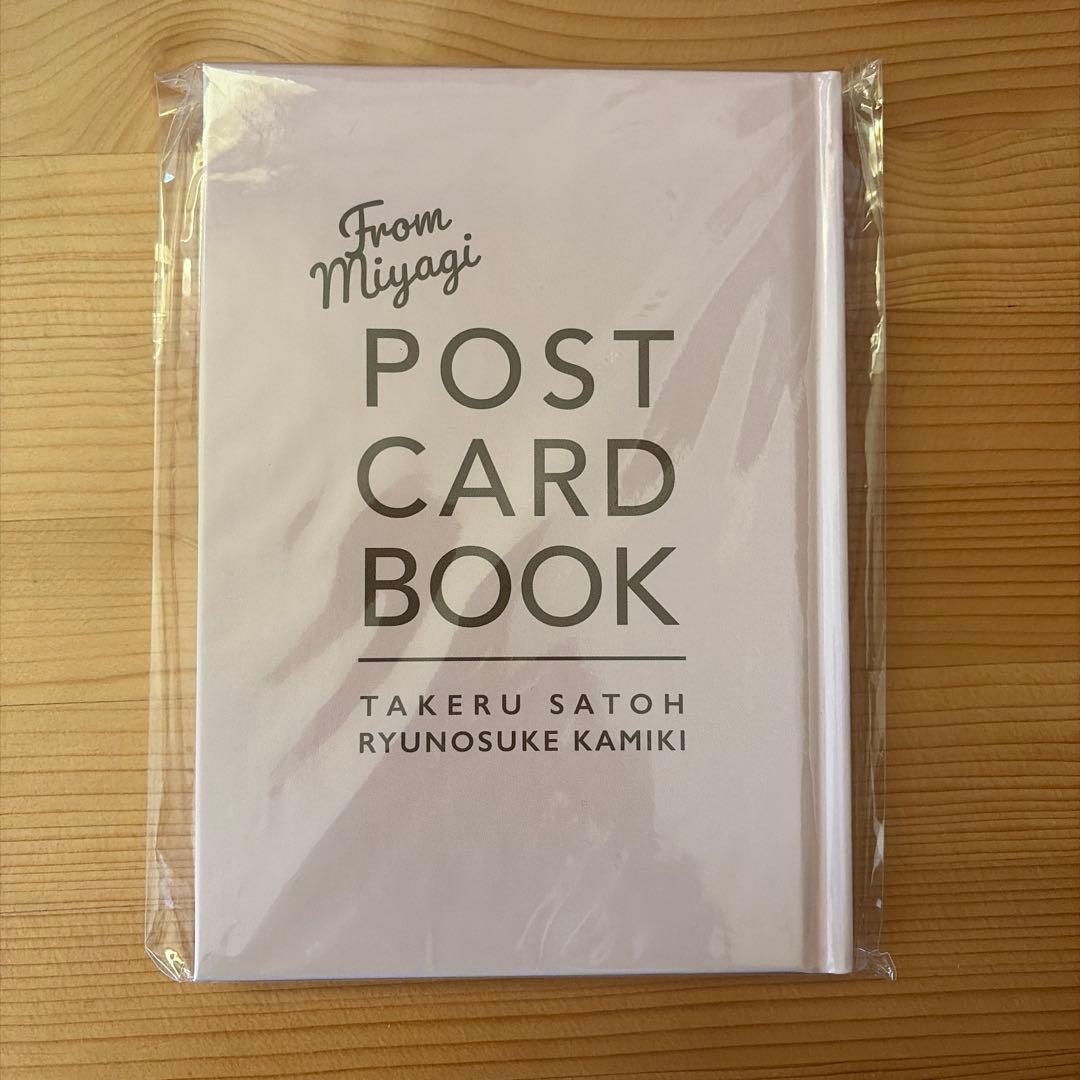 From
Miyagi
POST
CARD
BOOK
TAKERU SATOH
RYUNOSUKE KAMIKI